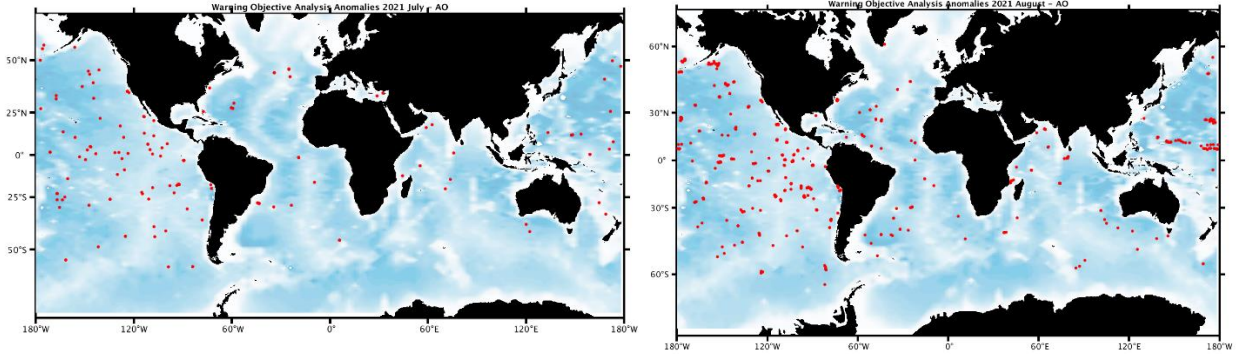 Warning Objective Analysis Anomalies 2021 July – AO
50°N
25°N
0°
25°S
50°S
180°W 120°W 60°W 0° 60°E 120°E 180°W
Warning Objective Analysis Anomalies 2021 August – AO
60°N
30°N
0°
30°S
60°S
180°W 120°W 60°W 0° 60°E 120°E 180°W